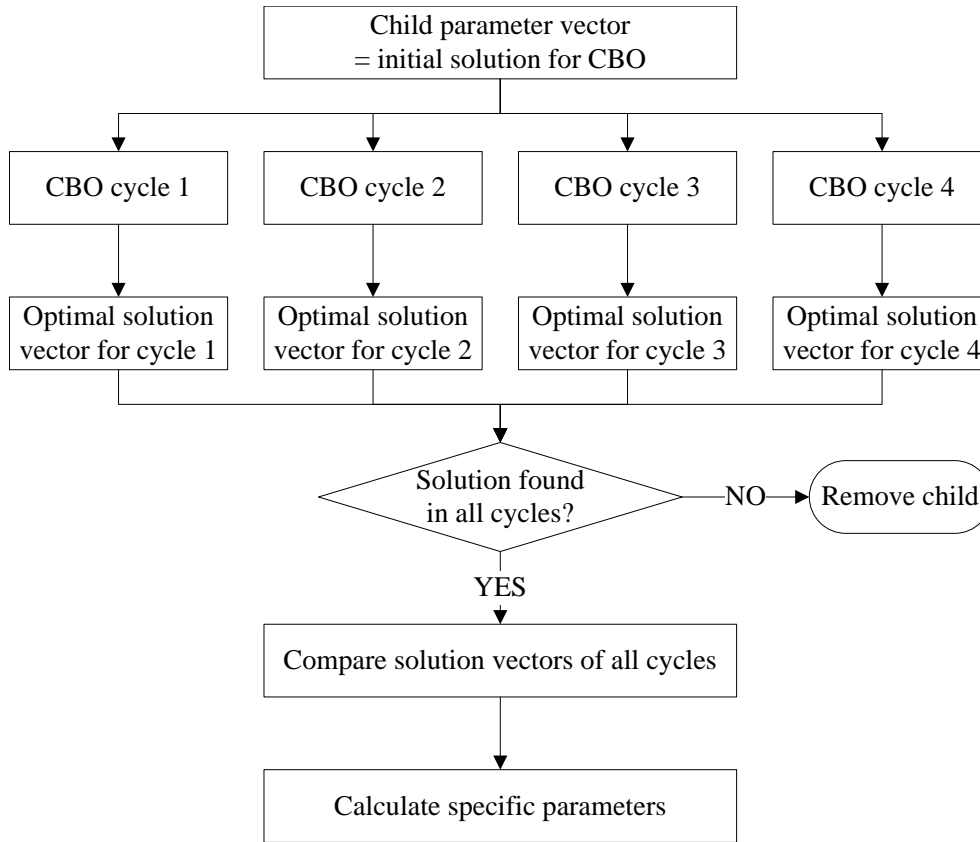 Child parameter vector
= initial solution for CBO
CBO cycle 1
CBO cycle 2
CBO cycle 3
CBO cycle 4
Optimal solution
vector for cycle 1
Optimal solution
vector for cycle 2
Optimal solution
vector for cycle 3
Optimal solution
vector for cycle 4
Solution found
in all cycles?
NO
Remove child
YES
Compare solution vectors of all cycles
Calculate specific parameters